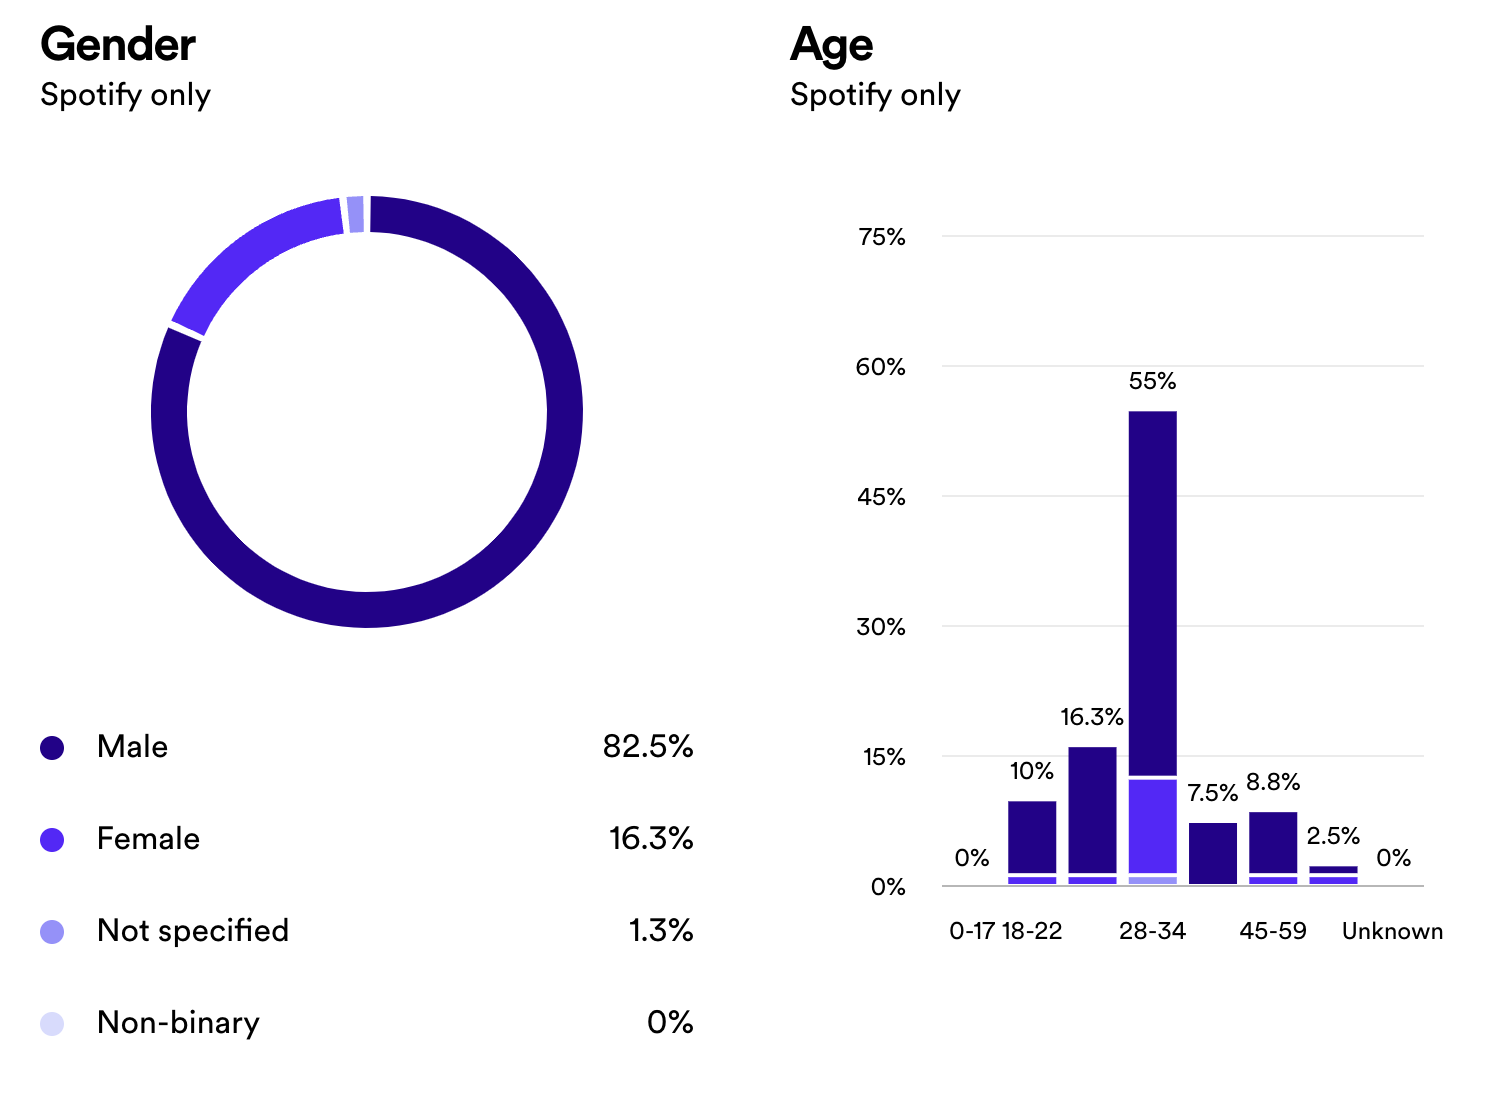 Gender
Spotify only
Male 82.5%
Female 16.3%
Not specified 1.3%
Non-binary 0%
Age
Spotify only
75%
60%
55%
45%
30%
16.3%
15%
10%
7.5% 8.8%
2.5%
0% 0%
0%
0-17 18-22 28-34 45-59 Unknown